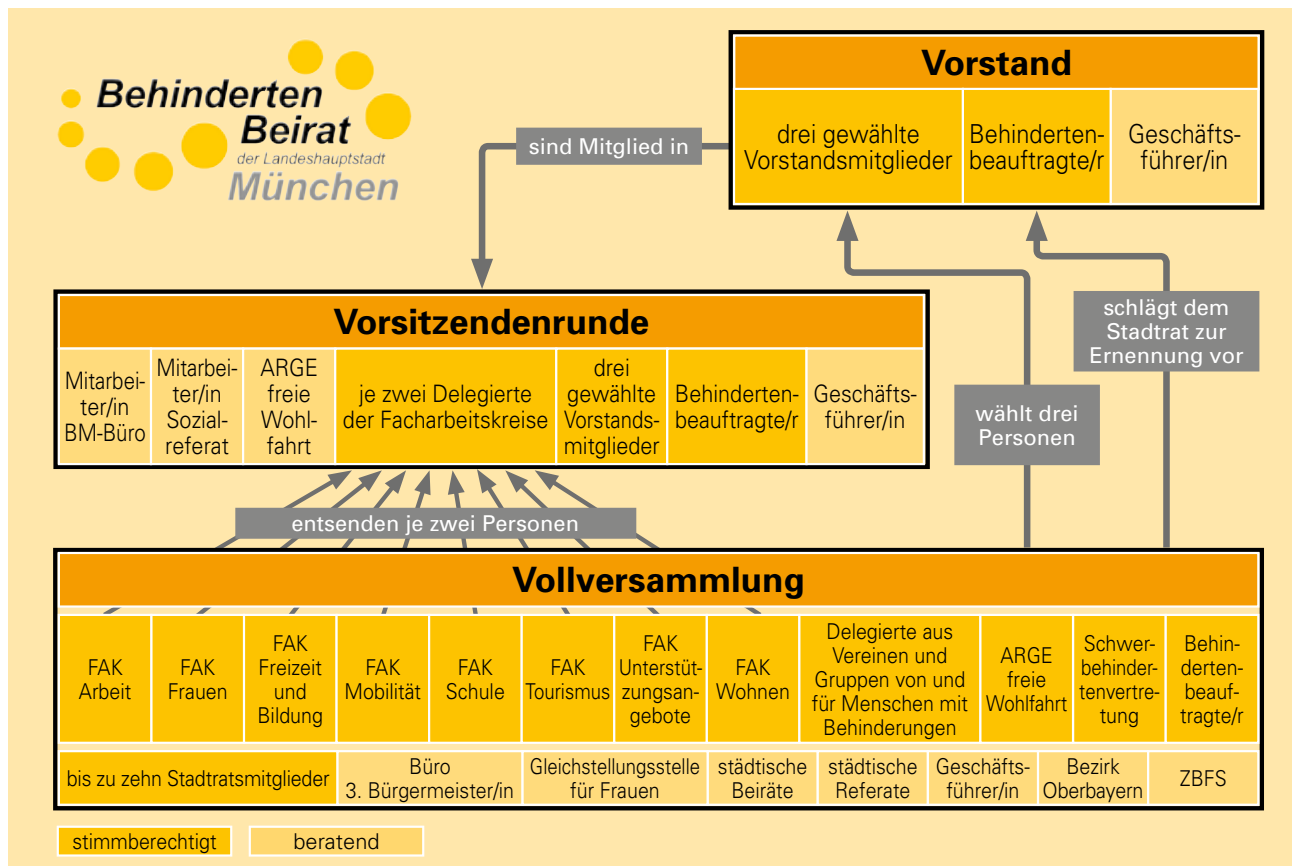 Behinderten
Beirat
der Landeshauptstadt
München
Vorstand
drei gewählte
Vorstandsmitglieder
Behinderten-
beauftragte/r
Geschäfts-
führer/in
sind Mitglied in
schlägt dem
Stadtrat zur
Ernennung vor
wählt drei
Personen
Vorsitzendenrunde
Mitarbei-
ter/in
BM-Büro
Mitarbei-
ter/in
Sozial-
referat
ARGE
freie
Wohl-
fahrt
je zwei Delegierte
der Facharbeitskreise
drei
gewählte
Vorstands-
mitglieder
Behinderten-
beauftragte/r
Geschäfts-
führer/in
entsenden je zwei Personen
Vollversammlung
FAK
Arbeit
FAK
Frauen
FAK
Freizeit
und
Bildung
FAK
Mobilität
FAK
Schule
FAK
Tourismus
FAK
Unterstüt-
zungsan-
gebote
FAK
Wohnen
Delegierte aus
Vereinen und
Gruppen von und
für Menschen mit
Behinderungen
ARGE
freie
Wohlfahrt
Schwer-
behinder-
tenvertre-
tung
Behin-
derten-
beauf-
tragte/r
bis zu zehn Stadtratsmitglieder
Büro
3. Bürgermeister/in
Gleichstellungsstelle
für Frauen
städtische
Beiräte
städtische
Referate
Geschäfts-
führer/in
Bezirk
Oberbayern
ZBFS
stimmberechtigt
beratend